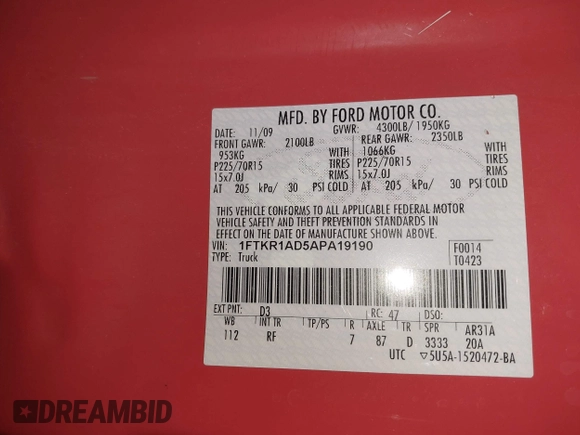 MFD. BY FORD MOTOR CO.
DATE: 11/09 GVWR: 4300LB/ 1950KG
FRONT GAWR: 2100LB REAR GAWR: 2350LB
953KG WITH 1066KG WITH
P225/70R15 TIRES P225/70R15 TIRES
15x7.0J RIMS 15x7.0J RIMS
AT 205 kPa/ 30 PSI COLD AT 205 kPa/ 30 PSI COLD
THIS VEHICLE CONFORMS TO ALL APPLICABLE FEDERAL MOTOR
VEHICLE SAFETY AND THEFT PREVENTION STANDARDS IN
EFFECT ON THE DATE OF MANUFACTURE SHOWN ABOVE.
VIN: 1FTKR1AD5APA19190 F0014
TYPE: Truck T0423
EXT PNT: D3 RC: 47 DSO:
WB INT TR TP/PS R AXLE TR SPR AR31A
112 RF 7 87 D 3333 20A
UTC ▽5U5A-1520472-BA
DREAMBID